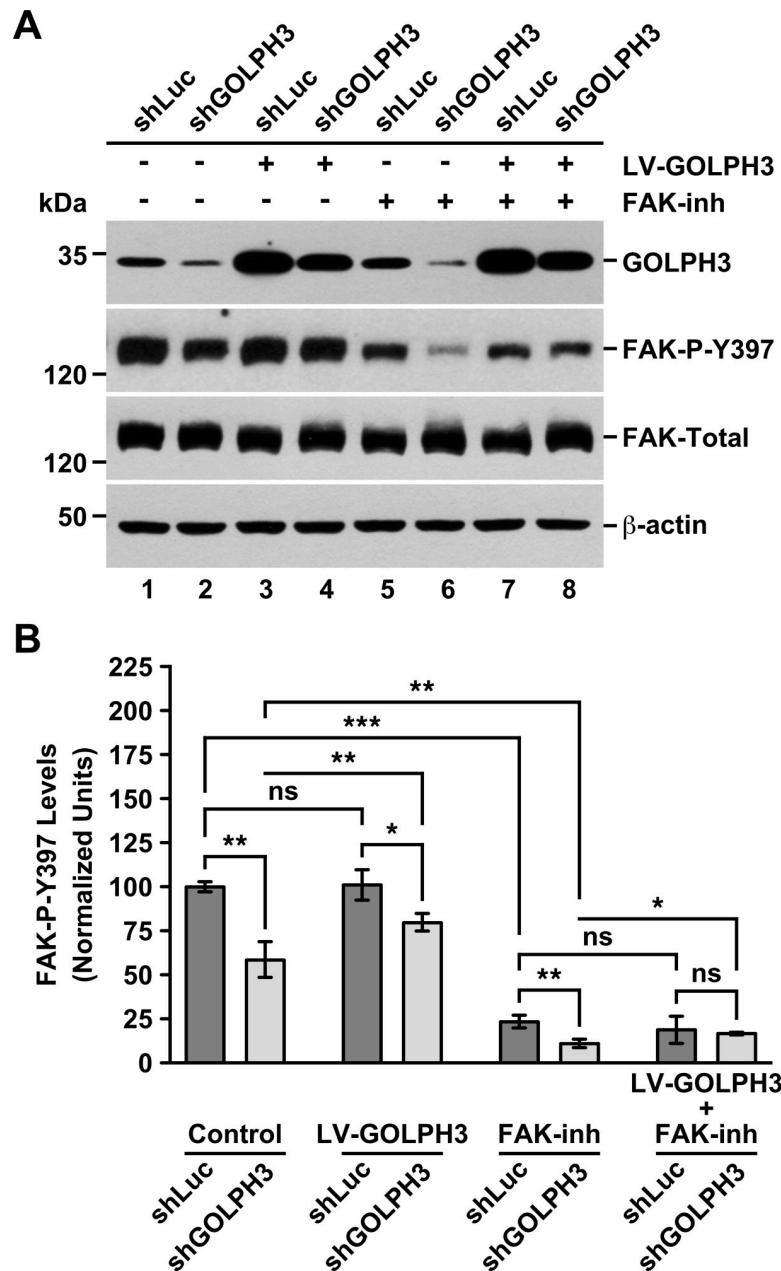 A
shLuc shGOLPH3 shLuc shGOLPH3 shLuc shGOLPH3 shLuc shGOLPH3
- - + + - - + + LV-GOLPH3
kDa - - - - + + + + FAK-inh
35 GOLPH3
FAK-P-Y397
120
FAK-Total
120
50 β-actin
1 2 3 4 5 6 7 8
B
FAK-P-Y397 Levels
(Normalized Units)
225
200
175
150
125
100
75
50
25
0
**
***
**
ns
**
*
*
ns
**
ns
Control LV-GOLPH3 FAK-inh LV-GOLPH3
+
FAK-inh
shLuc shGOLPH3 shLuc shGOLPH3 shLuc shGOLPH3 shLuc shGOLPH3